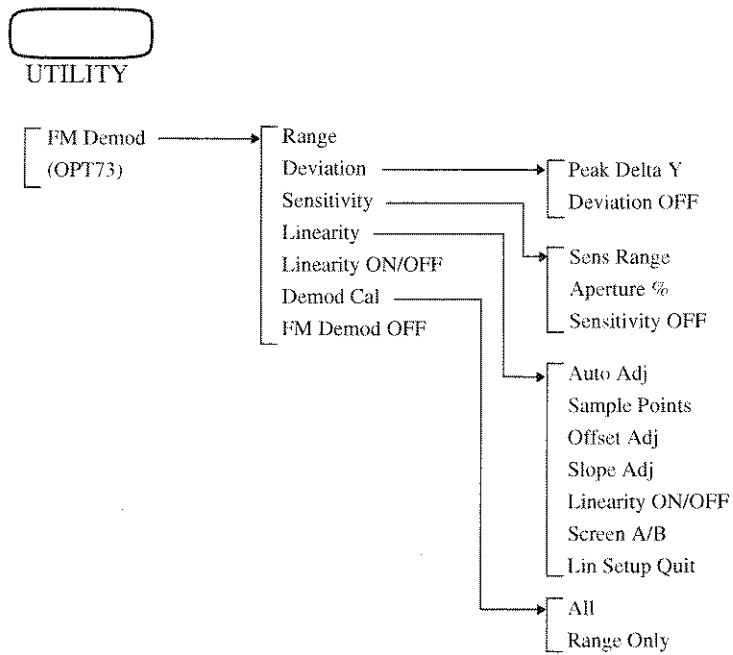 UTILITY
FM Demod
(OPT73)
Range
Deviation
Sensitivity
Linearity
Linearity ON/OFF
Demod Cal
FM Demod OFF
Peak Delta Y
Deviation OFF
Sens Range
Aperture %
Sensitivity OFF
Auto Adj
Sample Points
Offset Adj
Slope Adj
Linearity ON/OFF
Screen A/B
Lin Setup Quit
All
Range Only